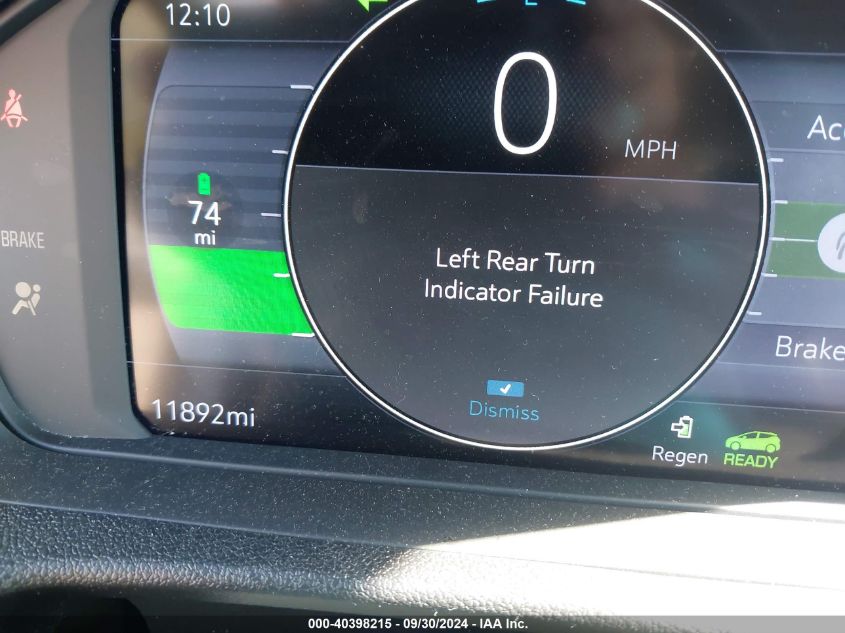 12:10
0
MPH
Acc
74
mi
BRAKE
Left Rear Turn
Indicator Failure
Brake
Dismiss
11892mi
Regen
READY
000-40398215 - 09/30/2024 - IAA Inc.